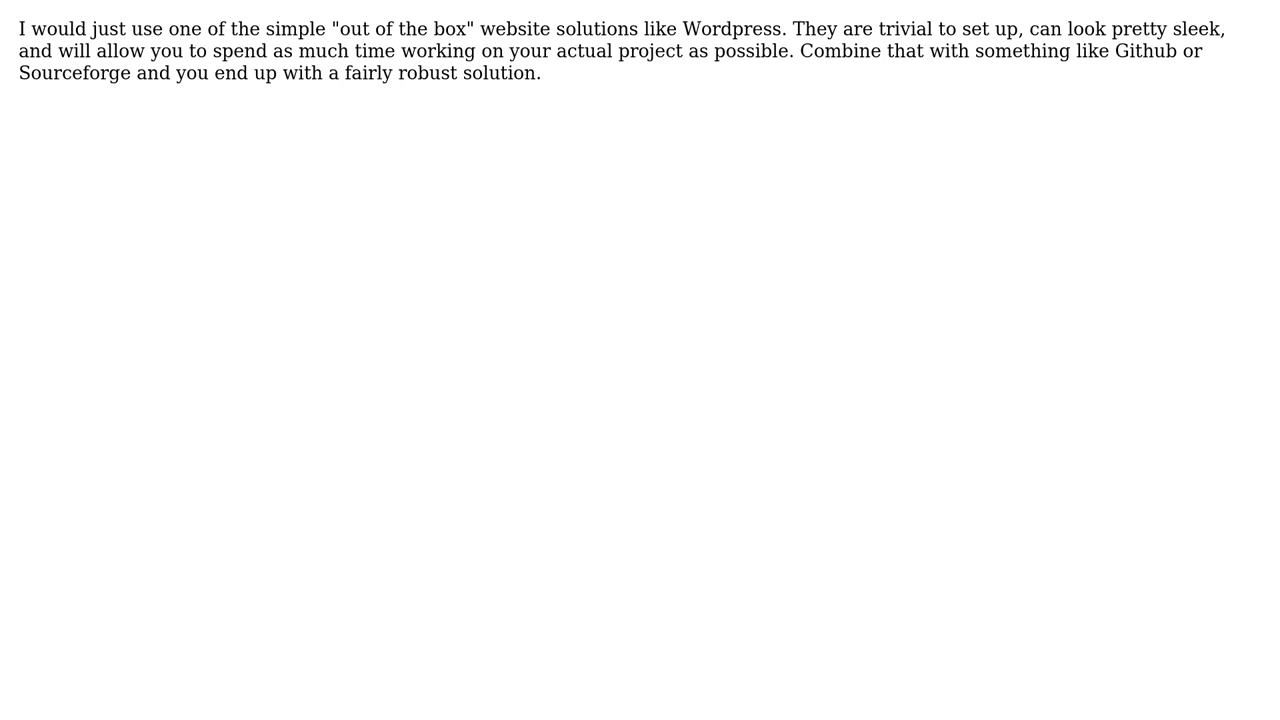 I would just use one of the simple "out of the box" website solutions like Wordpress. They are trivial to set up, can look pretty sleek,
and will allow you to spend as much time working on your actual project as possible. Combine that with something like Github or
Sourceforge and you end up with a fairly robust solution.